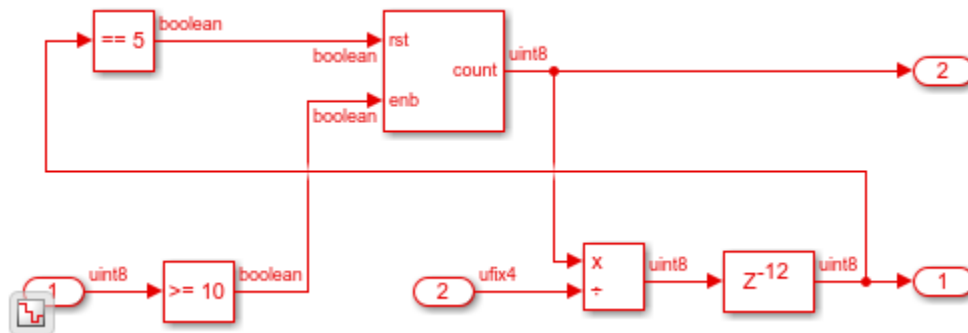 == 5
boolean
rst
boolean
count
uint8
2
enb
boolean
1
uint8
>= 10
boolean
2
ufix4
x
÷
uint8
Z-12
uint8
1